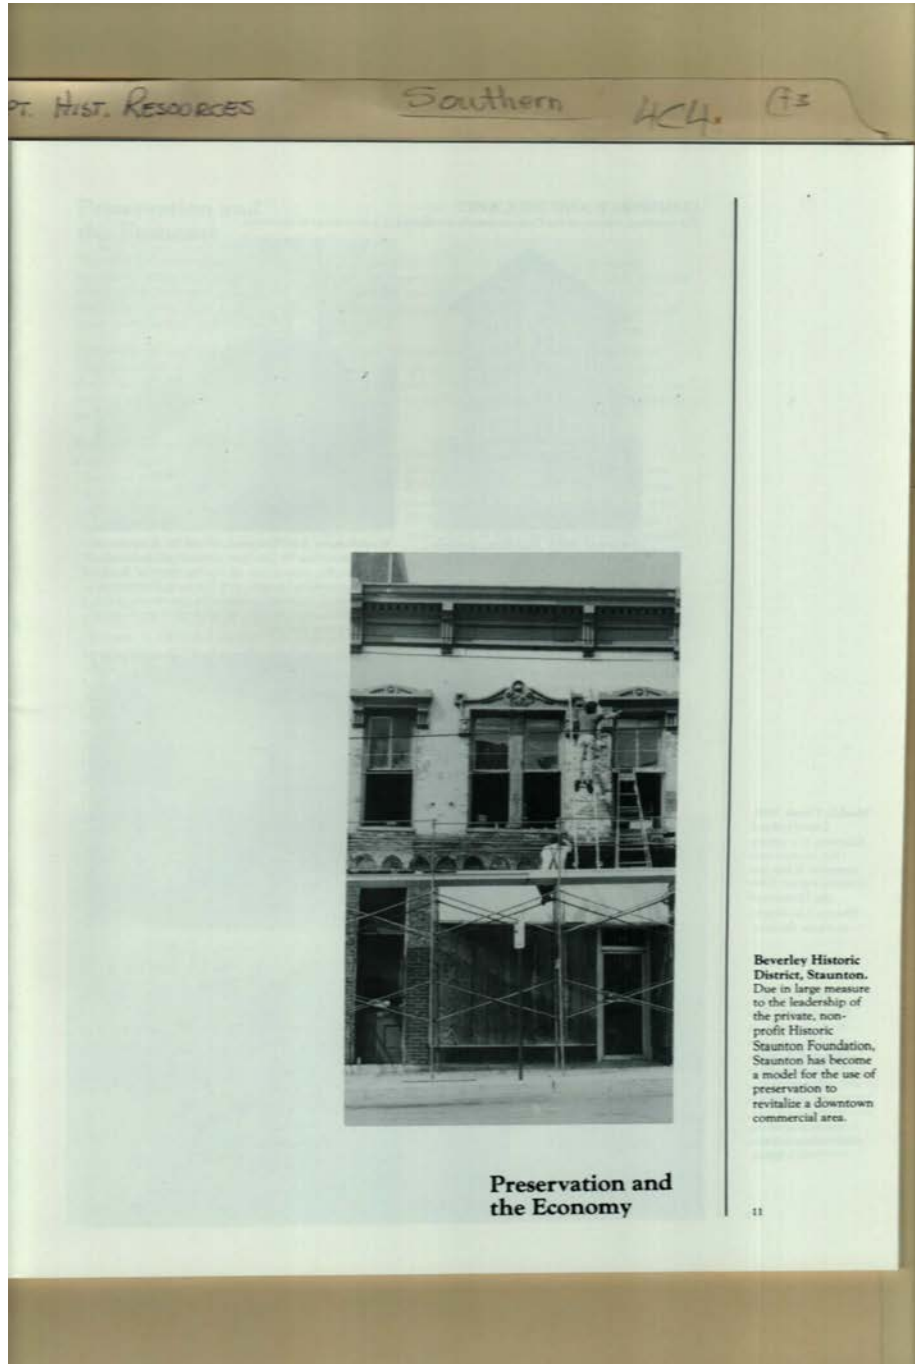 PT. HIST. RESOURCES Southern 4C4.
Beverley Historic
District, Staunton.
Due in large measure
to the leadership of
the private, non-
profit Historic
Staunton Foundation,
Staunton has become
a model for the use of
preservation to
revitalize a downtown
commercial area.
Preservation and
the Economy
11